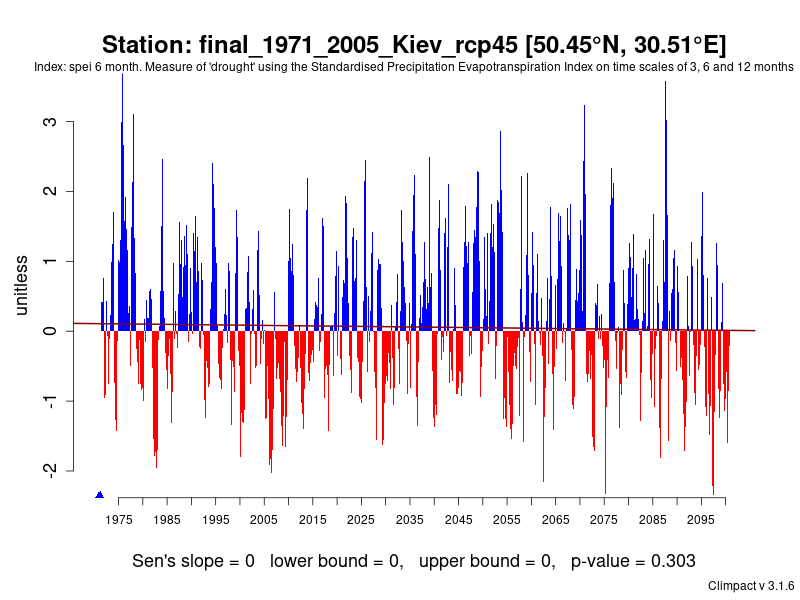 Station: final_1971_2005_Kiev_rcp45 [50.45°N, 30.51°E]
Index: spei 6 month. Measure of 'drought' using the Standardised Precipitation Evapotranspiration Index on time scales of 3, 6 and 12 months
unitless
3
2
1
0
-1
-2
1975 1985 1995 2005 2015 2025 2035 2045 2055 2065 2075 2085 2095
Sen's slope = 0 lower bound = 0, upper bound = 0, p-value = 0.303
Climpact v 3.1.6